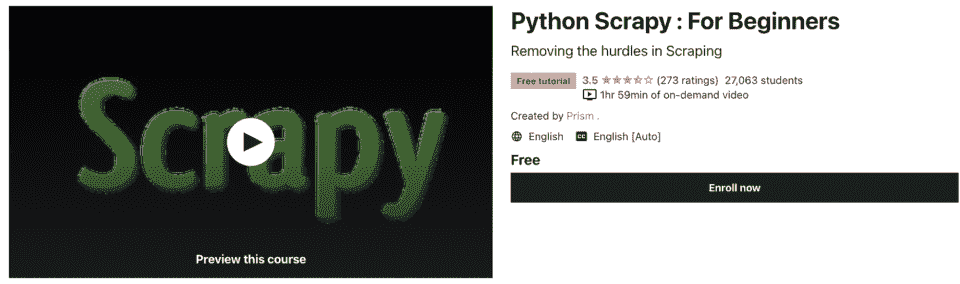 Scrapy
Preview this course
Python Scrapy : For Beginners
Removing the hurdles in Scraping
Free tutorial 3.5 (273 ratings) 27,063 students
1hr 59min of on-demand video
Created by Prism .
English CC English [Auto]
Free
Enroll now